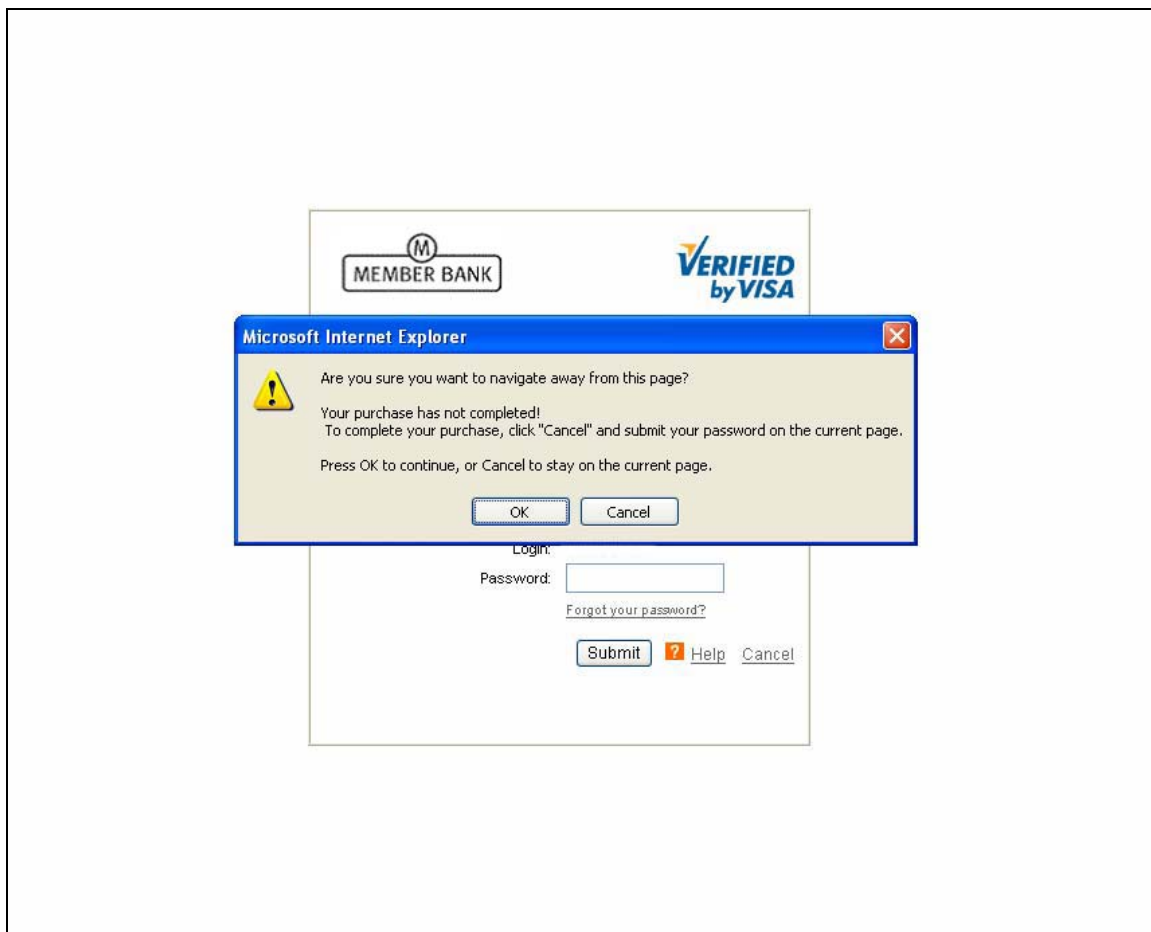 M
MEMBER BANK
VERIFIED
by VISA
Microsoft Internet Explorer
Are you sure you want to navigate away from this page?
Your purchase has not completed!
To complete your purchase, click "Cancel" and submit your password on the current page.
Press OK to continue, or Cancel to stay on the current page.
OK Cancel
Login:
Password:
Forgot your password?
Submit ? Help Cancel